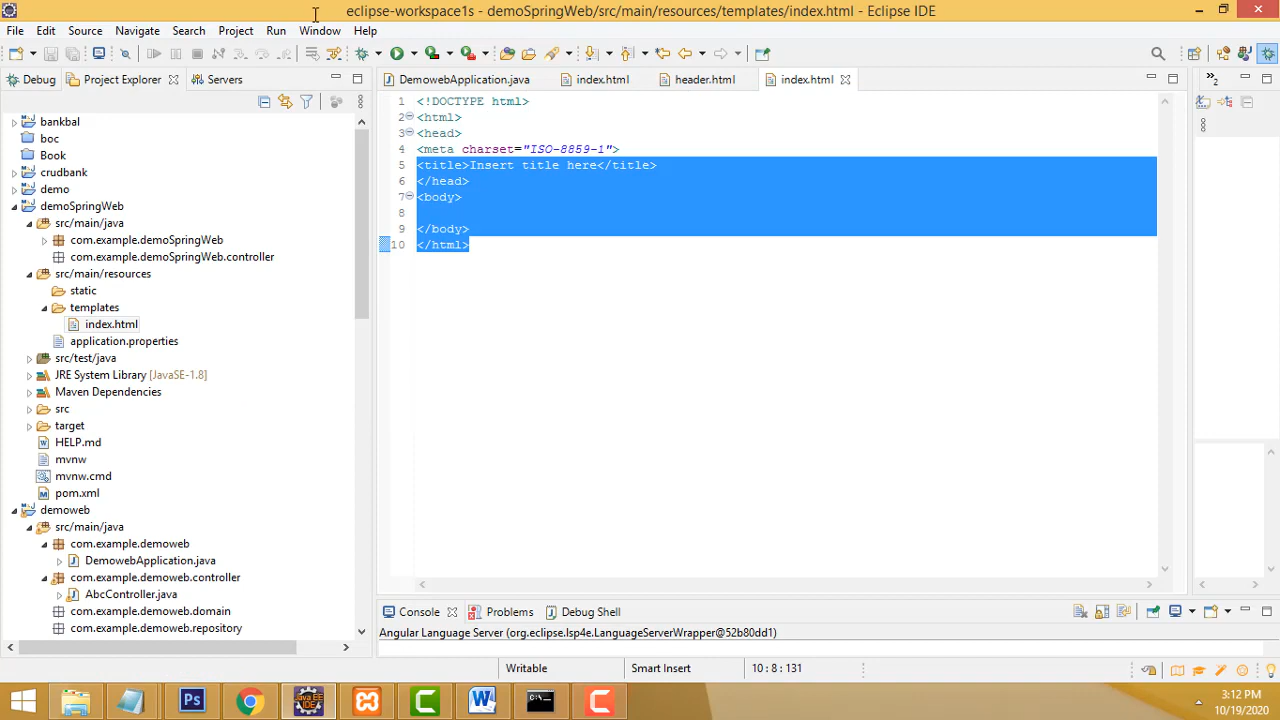 eclipse-workspace1s - demoSpringWeb/src/main/resources/templates/index.html - Eclipse IDE
File Edit Source Navigate Search Project Run Window Help
Debug Project Explorer Servers
DemowebApplication.java index.html header.html index.html
bankbal
boc
Book
crudbank
demo
demoSpringWeb
src/main/java
com.example.demoSpringWeb
com.example.demoSpringWeb.controller
src/main/resources
static
templates
index.html
application.properties
src/test/java
JRE System Library [JavaSE-1.8]
Maven Dependencies
src
target
HELP.md
mvnw
mvnw.cmd
pom.xml
demoweb
src/main/java
com.example.demoweb
DemowebApplication.java
com.example.demoweb.controller
AbcController.java
com.example.demoweb.domain
com.example.demoweb.repository
1 <!DOCTYPE html>
2 <html>
3 <head>
4 <meta charset="ISO-8859-1">
5 <title>Insert title here</title>
6 </head>
7 <body>
8
9 </body>
10 </html>
Console Problems Debug Shell
Angular Language Server (org.eclipse.lsp4e.LanguageServerWrapper@52b80dd1)
Writable Smart Insert 10 : 8 : 131
Ps
Java EE IDE
3:12 PM
10/19/2020